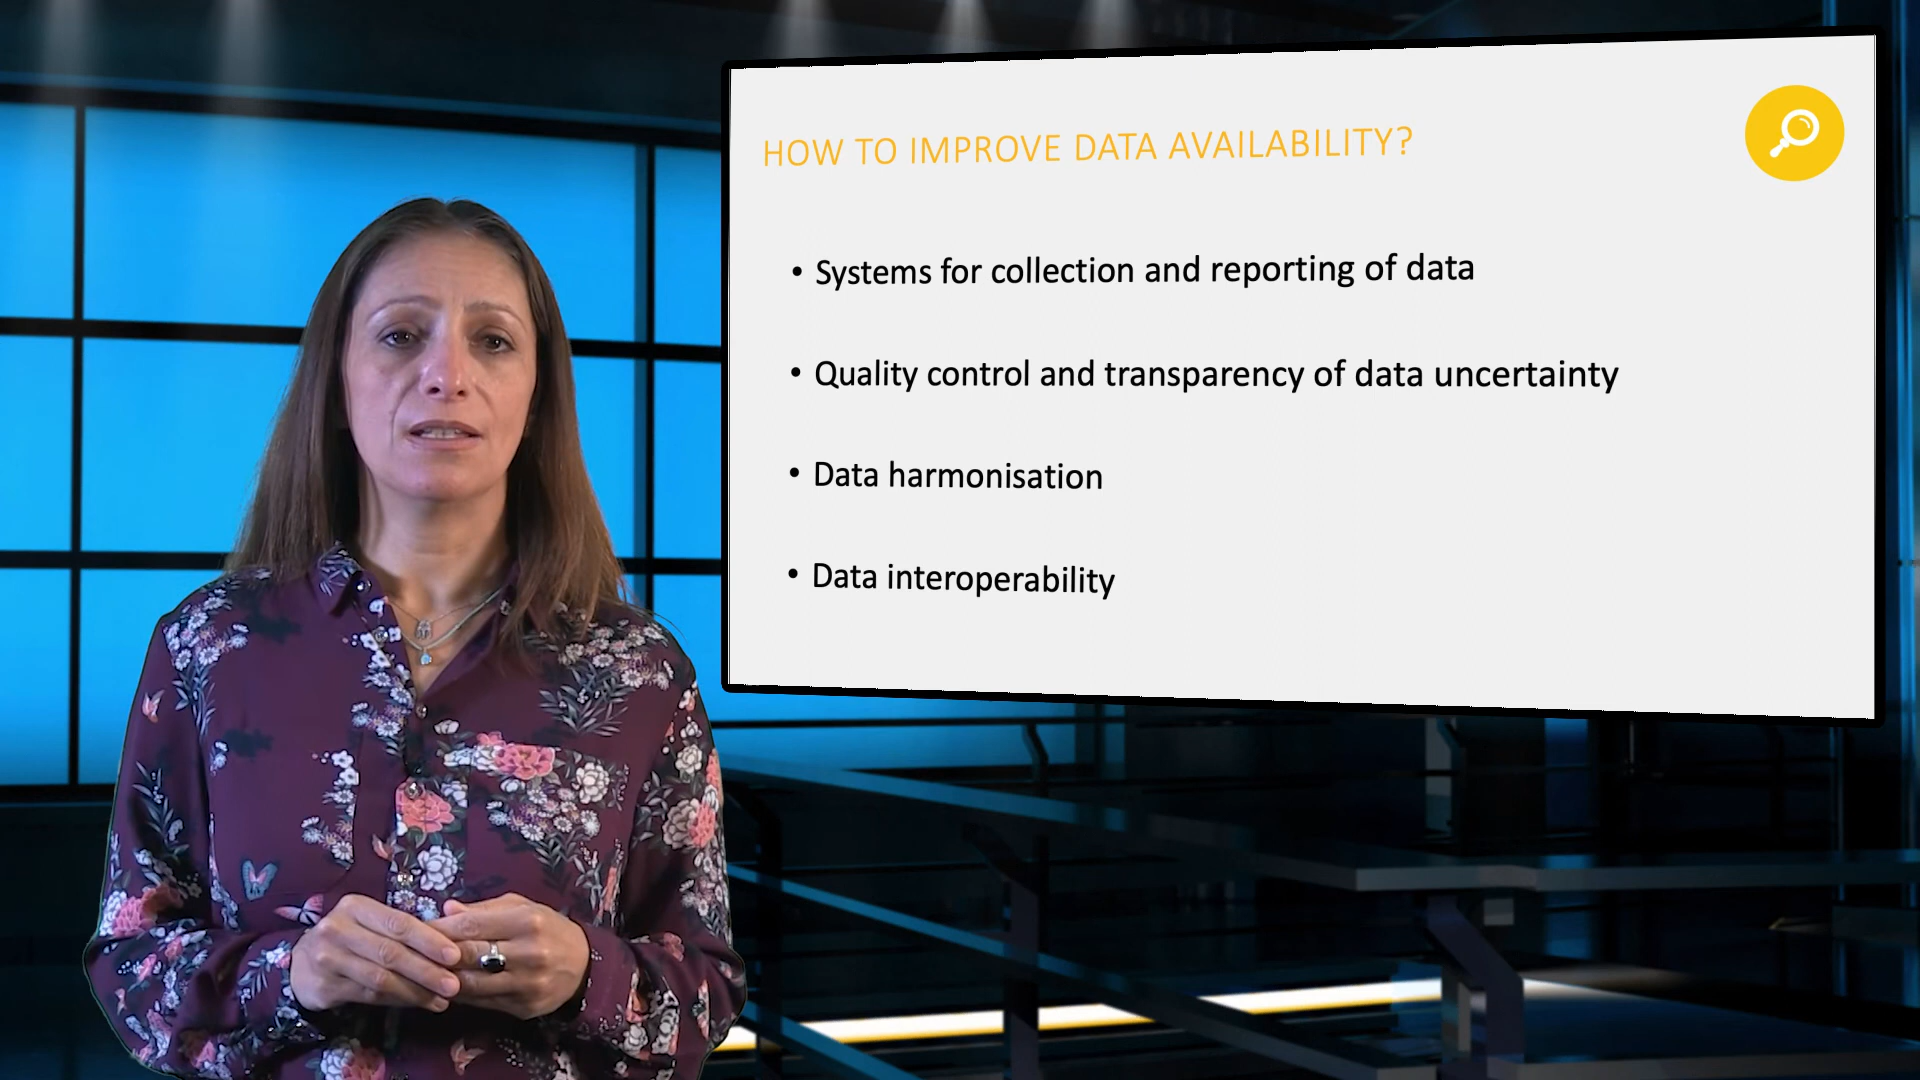 HOW TO IMPROVE DATA AVAILABILITY?
• Systems for collection and reporting of data
• Quality control and transparency of data uncertainty
• Data harmonisation
• Data interoperability